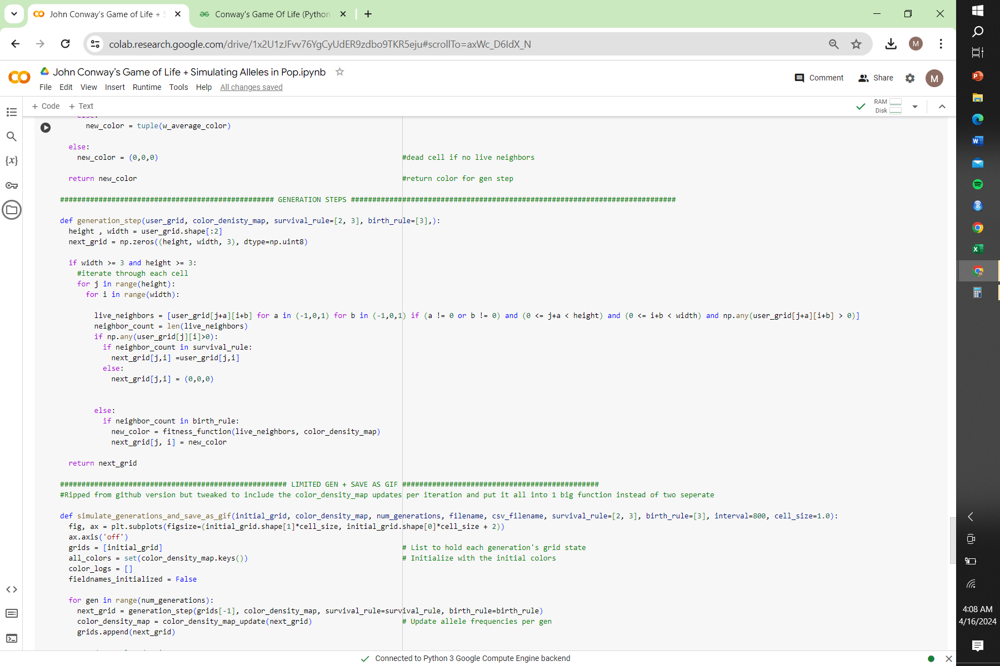 John Conway's Game of Life +
Conway's Game Of Life (Python
colab.research.google.com/drive/1x2U1zJFvv76YgCyUdER9zdbo9TKR5eju#scrollTo=axWc_D6IdX_N
M
John Conway's Game of Life + Simulating Alleles in Pop.ipynb
File Edit View Insert Runtime Tools Help All changes saved
Comment Share M
+ Code + Text
RAM
Disk
else:
new_color = tuple(w_average_color)
else:
new_color = (0,0,0) #dead cell if no live neighbors
return new_color #return color for gen step
################################################## GENERATION STEPS ############################################################################
def generation_step(user_grid, color_denisty_map, survival_rule=[2, 3], birth_rule=[3],):
height , width = user_grid.shape[:2]
next_grid = np.zeros((height, width, 3), dtype=np.uint8)
if width >= 3 and height >= 3:
#iterate through each cell
for j in range(height):
for i in range(width):
live_neighbors = [user_grid[j+a][i+b] for a in (-1,0,1) for b in (-1,0,1) if (a != 0 or b != 0) and (0 <= j+a < height) and (0 <= i+b < width) and np.any(user_grid[j+a][i+b] > 0)]
neighbor_count = len(live_neighbors)
if np.any(user_grid[j][i]>0):
if neighbor_count in survival_rule:
next_grid[j,i] =user_grid[j,i]
else:
next_grid[j,i] = (0,0,0)
else:
if neighbor_count in birth_rule:
new_color = fitness_function(live_neighbors, color_density_map)
next_grid[j, i] = new_color
return next_grid
##################################################### LIMITED GEN + SAVE AS GIF ##############################################
#Ripped from github version but tweaked to include the color_density_map updates per iteration and put it all into 1 big function instead of two seperate
def simulate_generations_and_save_as_gif(initial_grid, color_density_map, num_generations, filename, csv_filename, survival_rule=[2, 3], birth_rule=[3], interval=800, cell_size=1.0):
fig, ax = plt.subplots(figsize=(initial_grid.shape[1]*cell_size, initial_grid.shape[0]*cell_size + 2))
ax.axis('off')
grids = [initial_grid] # List to hold each generation's grid state
all_colors = set(color_density_map.keys()) # Initialize with the initial colors
color_logs = []
fieldnames_initialized = False
for gen in range(num_generations):
next_grid = generation_step(grids[-1], color_density_map, survival_rule=survival_rule, birth_rule=birth_rule)
color_density_map = color_density_map_update(next_grid) # Update allele frequencies per gen
grids.append(next_grid)
Connected to Python 3 Google Compute Engine backend
4:08 AM
4/16/2024